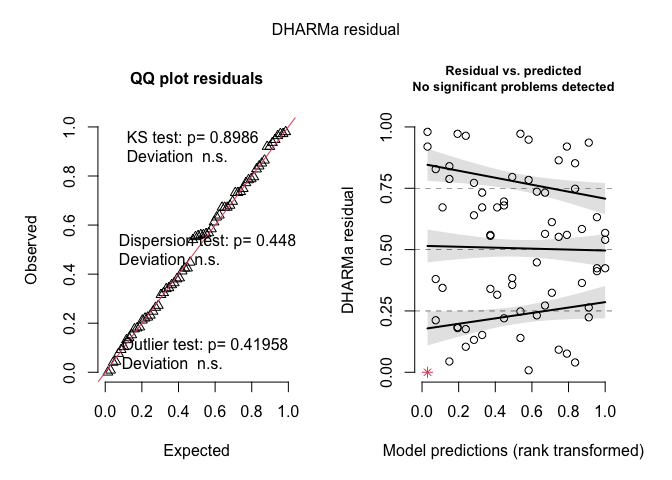 DHARMa residual
QQ plot residuals
KS test: p= 0.8986
Deviation n.s.
Dispersion test: p= 0.448
Deviation n.s.
Outlier test: p= 0.41958
Deviation n.s.
Observed
0.0 0.2 0.4 0.6 0.8 1.0
0.0 0.2 0.4 0.6 0.8 1.0
Expected
Residual vs. predicted
No significant problems detected
DHARMa residual
0.00 0.25 0.50 0.75 1.00
0.0 0.2 0.4 0.6 0.8 1.0
Model predictions (rank transformed)